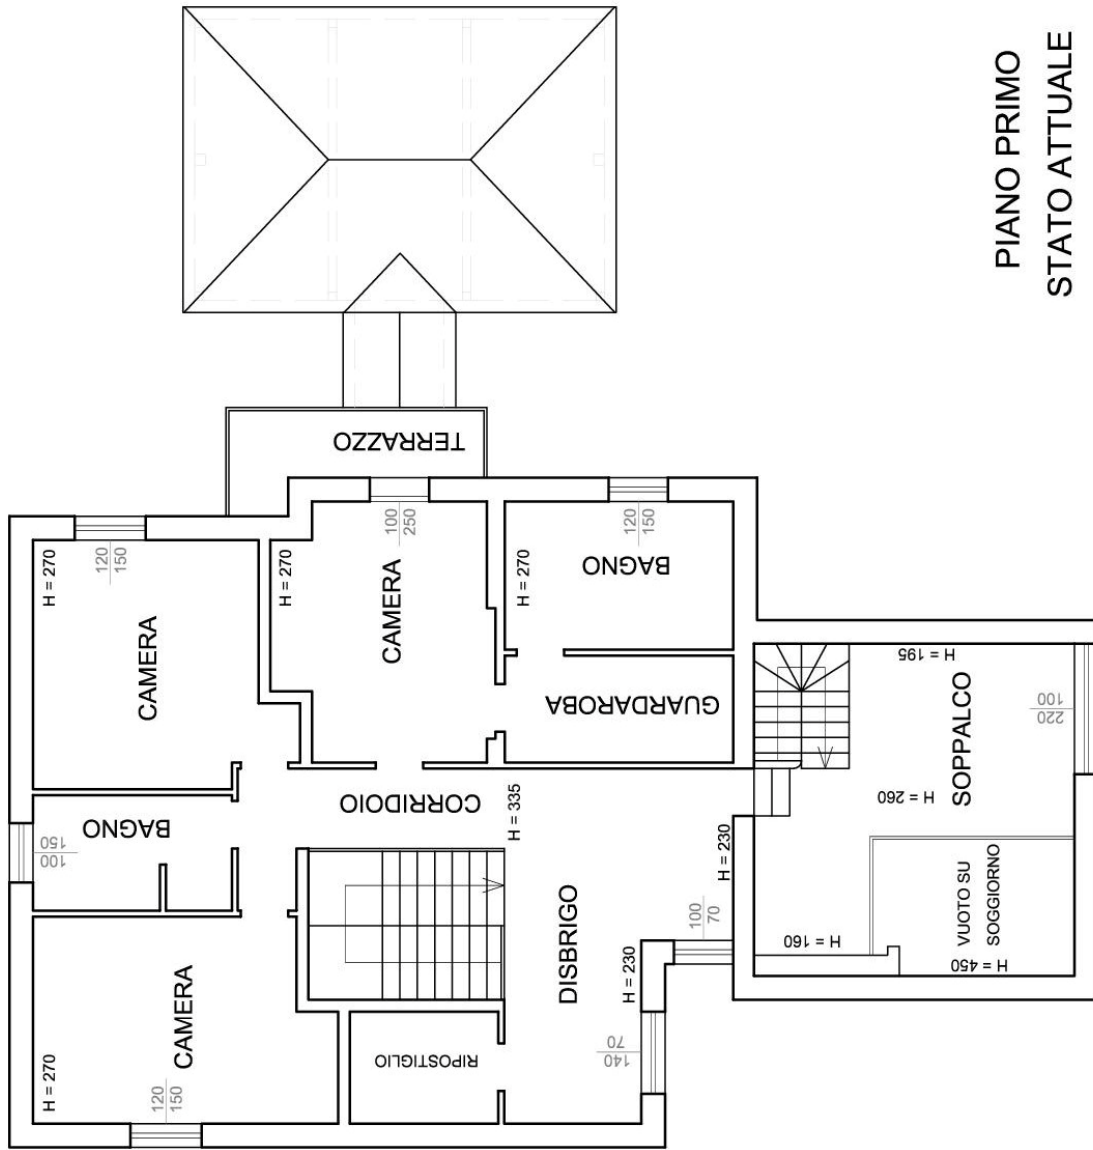 PIANO PRIMO
STATO ATTUALE
TERRAZZO
H = 270
120
150
CAMERA
H = 270
100
250
CAMERA
H = 270
120
150
BAGNO
GUARDAROBA
H = 195
100
220
SOPPALCO
H = 260
BAGNO
150
100
CORRIDOIO
H = 335
H = 230
100
70
VUOTO SU
SOGGIORNO
H = 160
H = 450
DISBRIGO
H = 230
70
140
RIPOSTIGLIO
CAMERA
H = 270
120
150